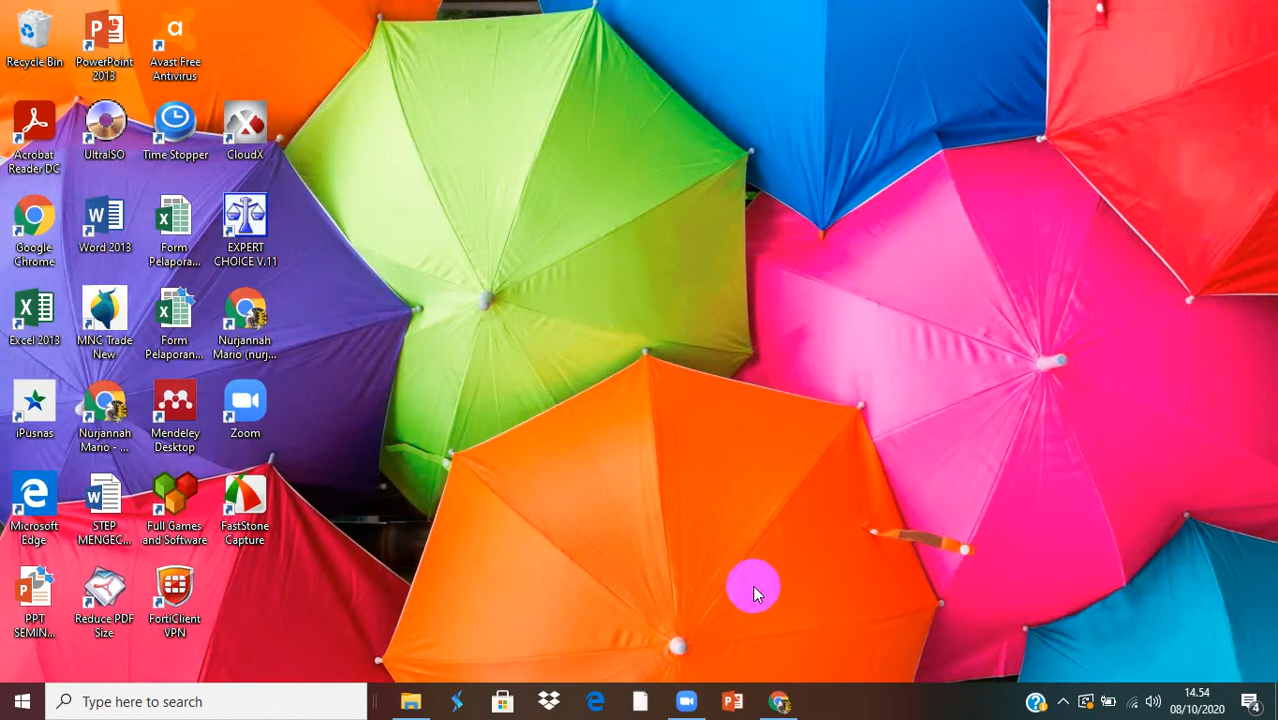 Recycle Bin
PowerPoint
2013
Avast Free
Antivirus
Acrobat
Reader DC
UltraISO
Time Stopper
CloudX
Google
Chrome
Word 2013
Form
Pelapora...
EXPERT
CHOICE V.11
Excel 2013
MNC Trade
New
Form
Pelaporan...
Nurjannah
Mario (nurj...
iPusnas
Nurjannah
Mario - ...
Mendeley
Desktop
Zoom
Microsoft
Edge
STEP
MENGEC...
Full Games
and Software
FastStone
Capture
PPT
SEMIN...
Reduce PDF
Size
FortiClient
VPN
Type here to search
14.54
08/10/2020
4